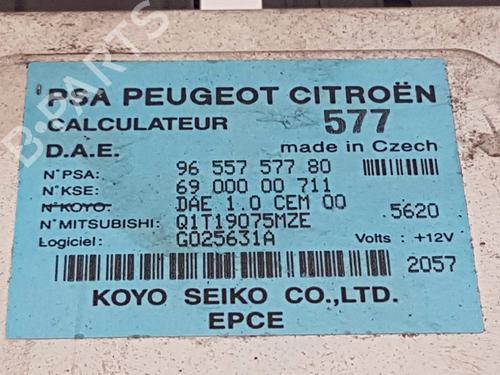 PSA PEUGEOT CITROËN
CALCULATEUR 577
D.A.E. made in Czech
N° PSA: 96 557 577 80
N° KSE: 69 000 00 711
N° KOYO: DAE 1.0 CEM 00 5620
N° MITSUBISHI: Q1T19075MZE
Logiciel: G025631A Volts : +12V
2057
KOYO SEIKO CO.,LTD.
EPCE
B-PARTS